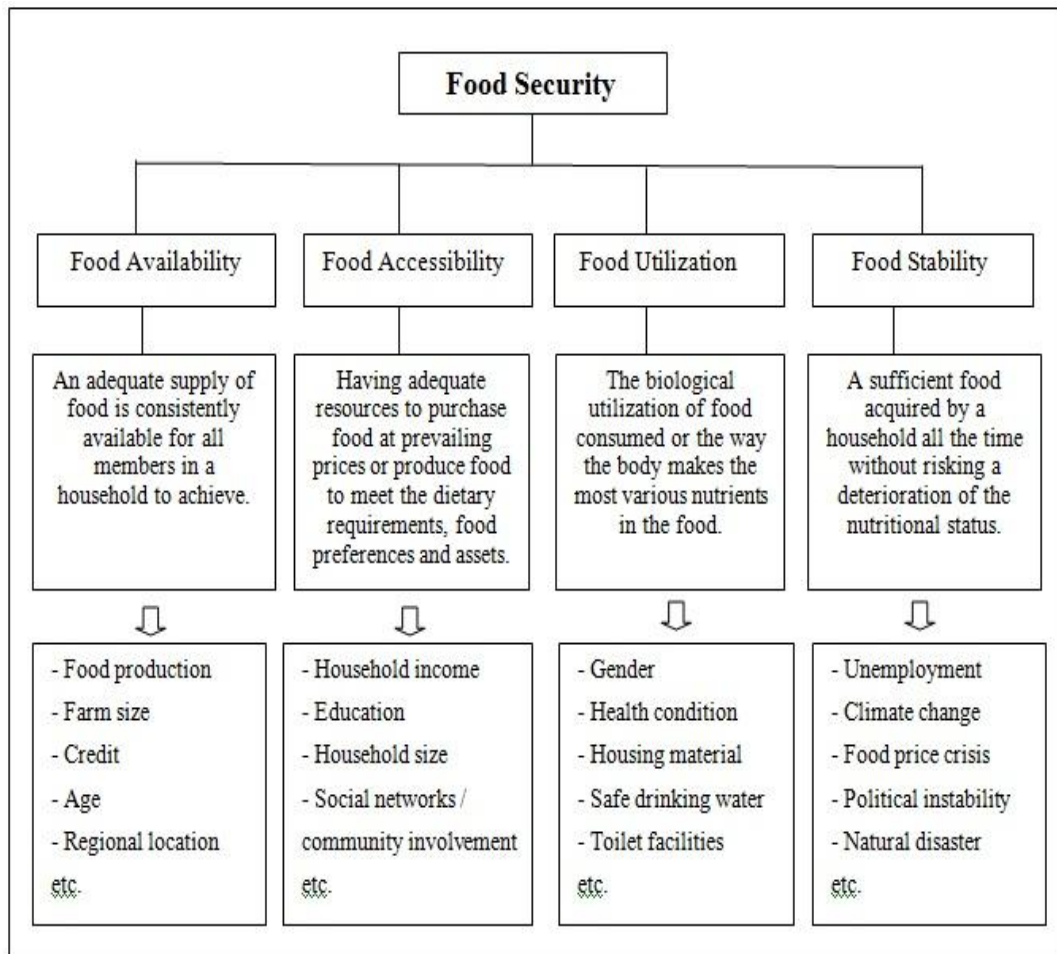 Food Security
Food Availability
Food Accessibility
Food Utilization
Food Stability
An adequate supply of
food is consistently
available for all
members in a
household to achieve.
Having adequate
resources to purchase
food at prevailing
prices or produce food
to meet the dietary
requirements, food
preferences and assets.
The biological
utilization of food
consumed or the way
the body makes the
most various nutrients
in the food.
A sufficient food
acquired by a
household all the time
without risking a
deterioration of the
nutritional status.
- Food production
- Farm size
- Credit
- Age
- Regional location
etc.
- Household income
- Education
- Household size
- Social networks /
community involvement
etc.
- Gender
- Health condition
- Housing material
- Safe drinking water
- Toilet facilities
etc.
- Unemployment
- Climate change
- Food price crisis
- Political instability
- Natural disaster
etc.